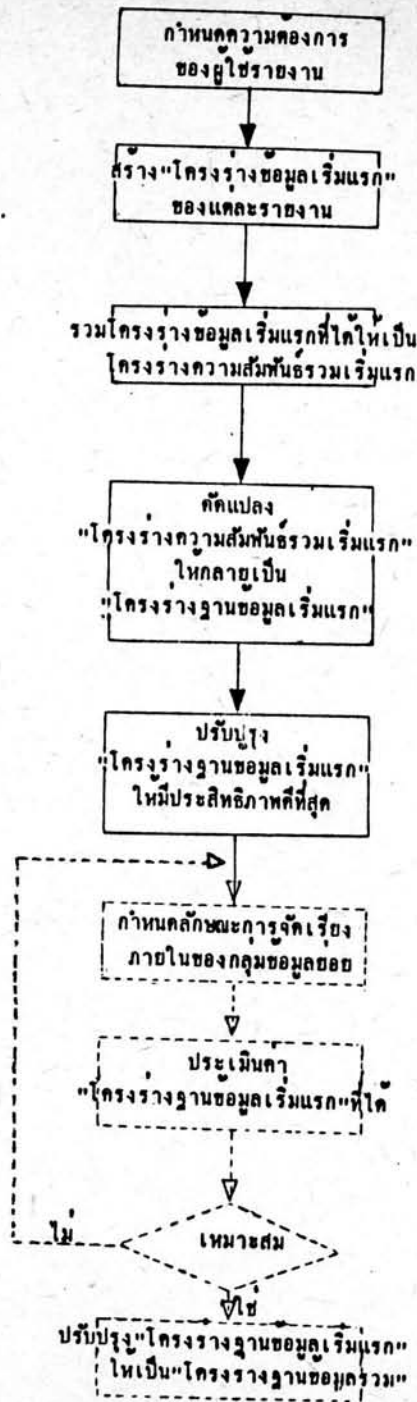 กำหนดความต้องการ
ของผู้ใช้รายงาน
สร้าง"โครงร่างข้อมูลเริ่มแรก"
ของแต่ละรายงาน
รวมโครงร่างข้อมูลเริ่มแรกที่ได้ให้เป็น
โครงร่างความสัมพันธ์รวมเริ่มแรก
ดัดแปลง
"โครงร่างความสัมพันธ์รวมเริ่มแรก"
ให้กลายเป็น
"โครงร่างฐานข้อมูลเริ่มแรก"
ปรับปรุง
"โครงร่างฐานข้อมูลเริ่มแรก"
ให้มีประสิทธิภาพดีที่สุด
กำหนดลักษณะการจัดเรียง
ภายในของกลุ่มข้อมูลย่อย
ประเมินค่า
"โครงร่างฐานข้อมูลเริ่มแรก"ที่ได้
เหมาะสม
ไม่
ใช่
ปรับปรุง"โครงร่างฐานข้อมูลเริ่มแรก"
ให้เป็น"โครงร่างฐานข้อมูลรวม"